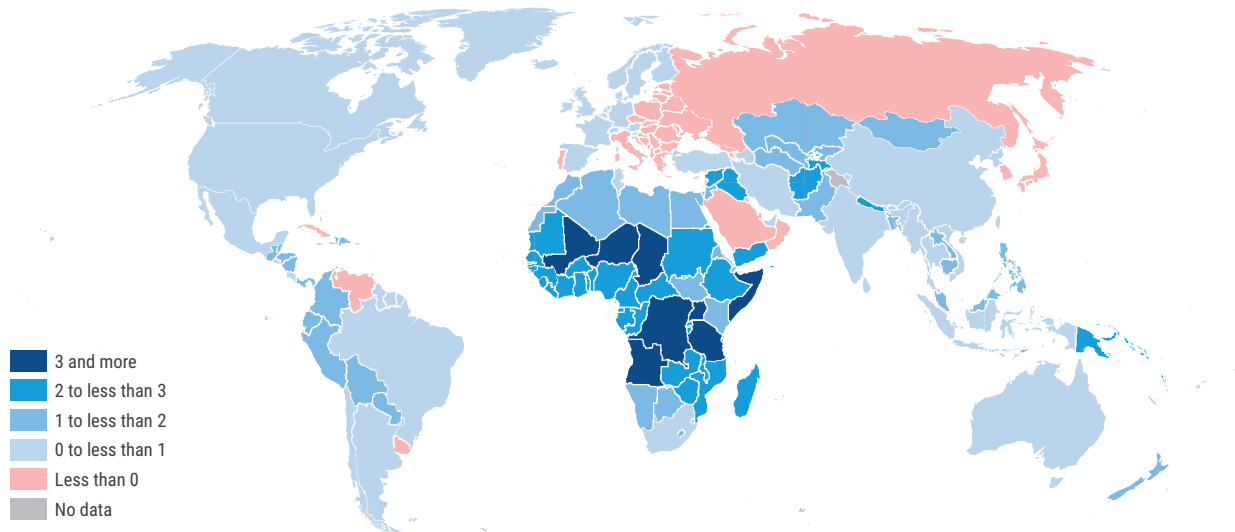 3 and more
2 to less than 3
1 to less than 2
0 to less than 1
Less than 0
No data